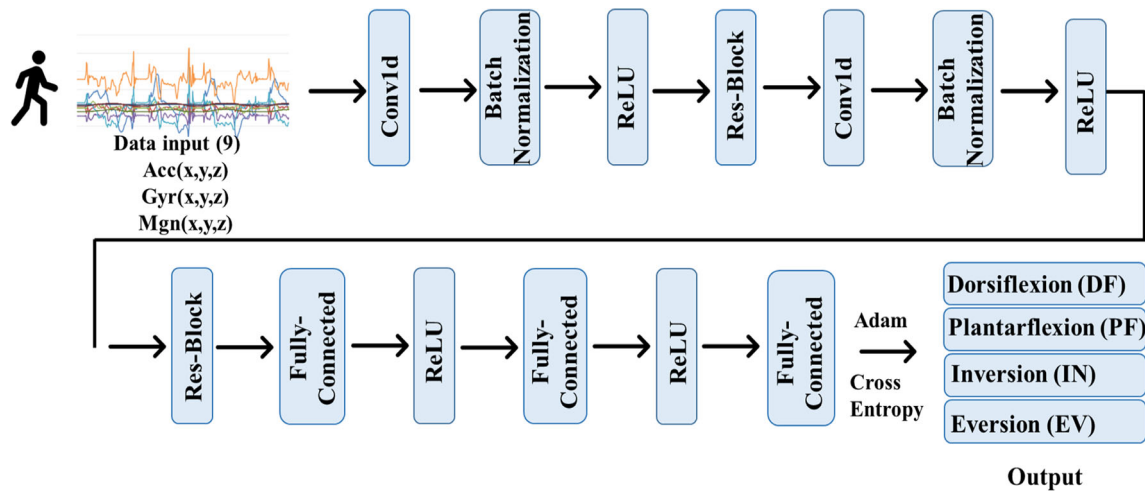 Data input (9)
Acc(x,y,z)
Gyr(x,y,z)
Mgn(x,y,z)
Conv1d
Batch
Normalization
ReLU
Res-Block
Conv1d
Batch
Normalization
ReLU
Res-Block
Fully-
Connected
ReLU
Fully-
Connected
ReLU
Fully-
Connected
Adam
Cross
Entropy
Dorsiflexion (DF)
Plantarflexion (PF)
Inversion (IN)
Eversion (EV)
Output